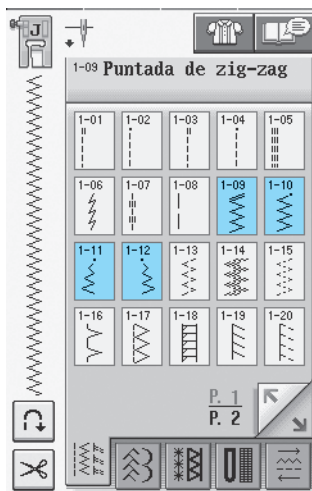 J
1-09 Puntada de zig-zag
1-01 1-02 1-03 1-04 1-05
1-06 1-07 1-08 1-09 1-10
1-11 1-12 1-13 1-14 1-15
1-16 1-17 1-18 1-19 1-20
P. 1
P. 2